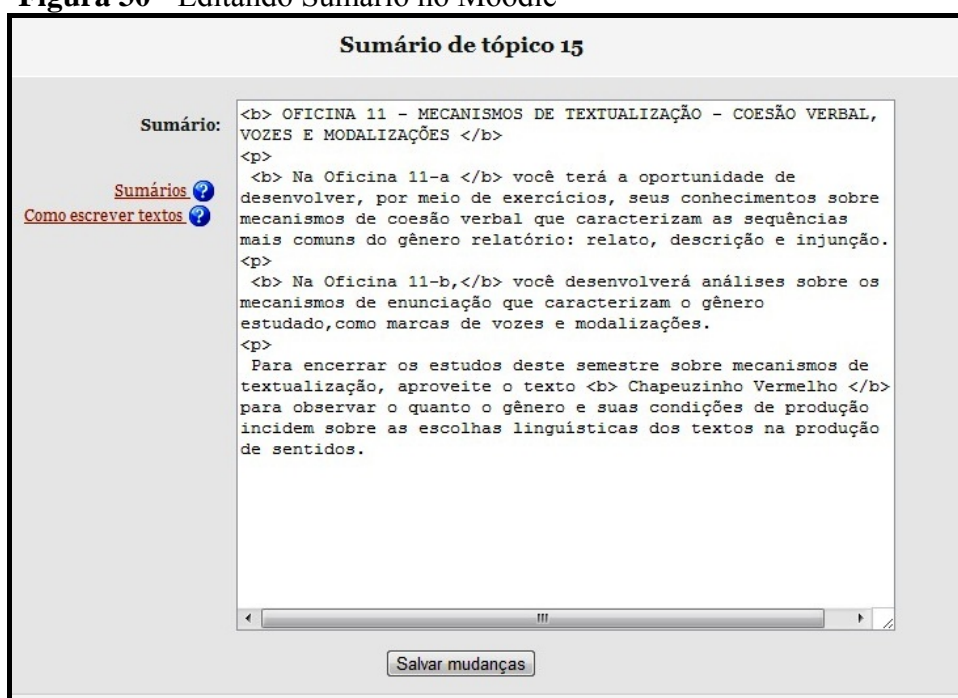 Figura 30 - Editando Sumário no Moodle
Sumário de tópico 15
Sumário:
Sumários
Como escrever textos
<b> OFICINA 11 - MECANISMOS DE TEXTUALIZAÇÃO - COESÃO VERBAL,
VOZES E MODALIZAÇÕES </b>
<p>
<b> Na Oficina 11-a </b> você terá a oportunidade de
desenvolver, por meio de exercícios, seus conhecimentos sobre
mecanismos de coesão verbal que caracterizam as sequências
mais comuns do gênero relatório: relato, descrição e injunção.
<p>
<b> Na Oficina 11-b,</b> você desenvolverá análises sobre os
mecanismos de enunciação que caracterizam o gênero
estudado,como marcas de vozes e modalizações.
<p>
Para encerrar os estudos deste semestre sobre mecanismos de
textualização, aproveite o texto <b> Chapeuzinho Vermelho </b>
para observar o quanto o gênero e suas condições de produção
incidem sobre as escolhas linguísticas dos textos na produção
de sentidos.
Salvar mudanças